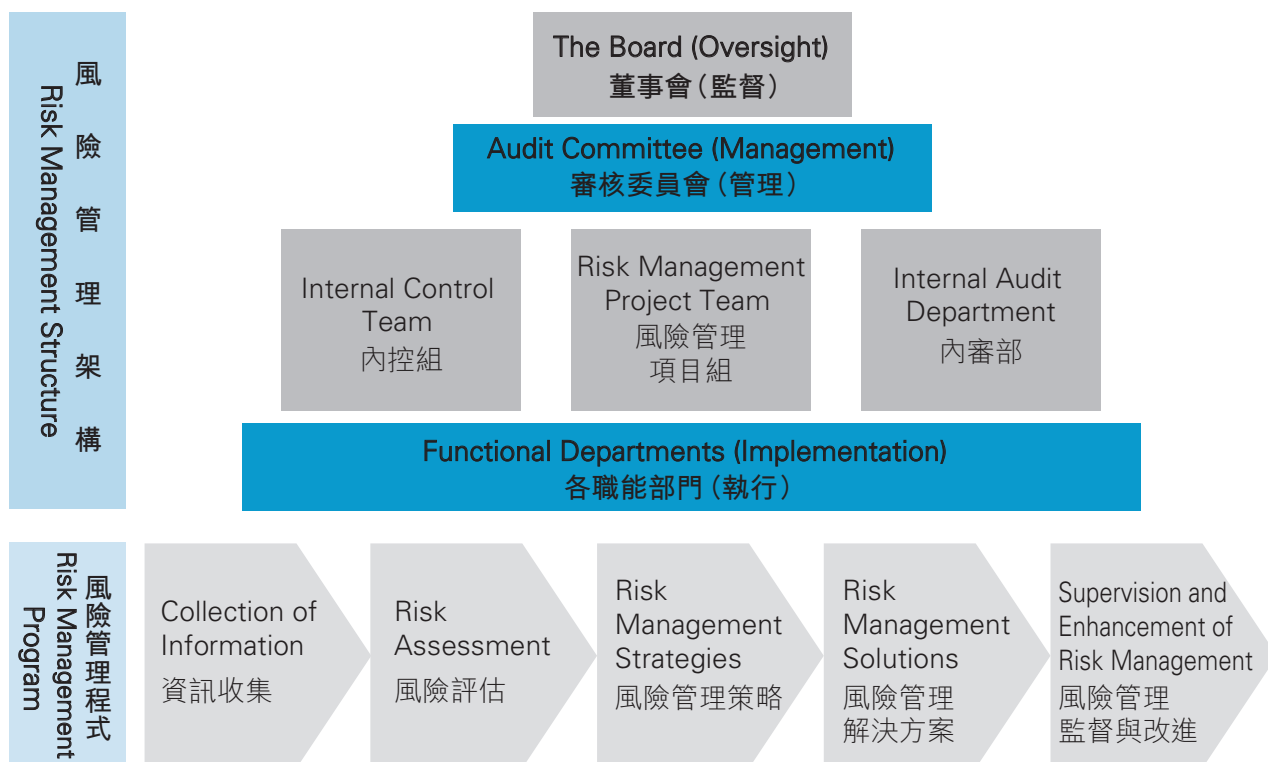 風險管理架構
Risk Management Structure
The Board (Oversight)
董事會（監督）
Audit Committee (Management)
審核委員會（管理）
Internal Control
Team
內控組
Risk Management
Project Team
風險管理
項目組
Internal Audit
Department
內審部
Functional Departments (Implementation)
各職能部門（執行）
風險管理程式
Risk Management
Program
Collection of
Information
資訊收集
Risk
Assessment
風險評估
Risk
Management
Strategies
風險管理策略
Risk
Management
Solutions
風險管理
解決方案
Supervision and
Enhancement of
Risk Management
風險管理
監督與改進